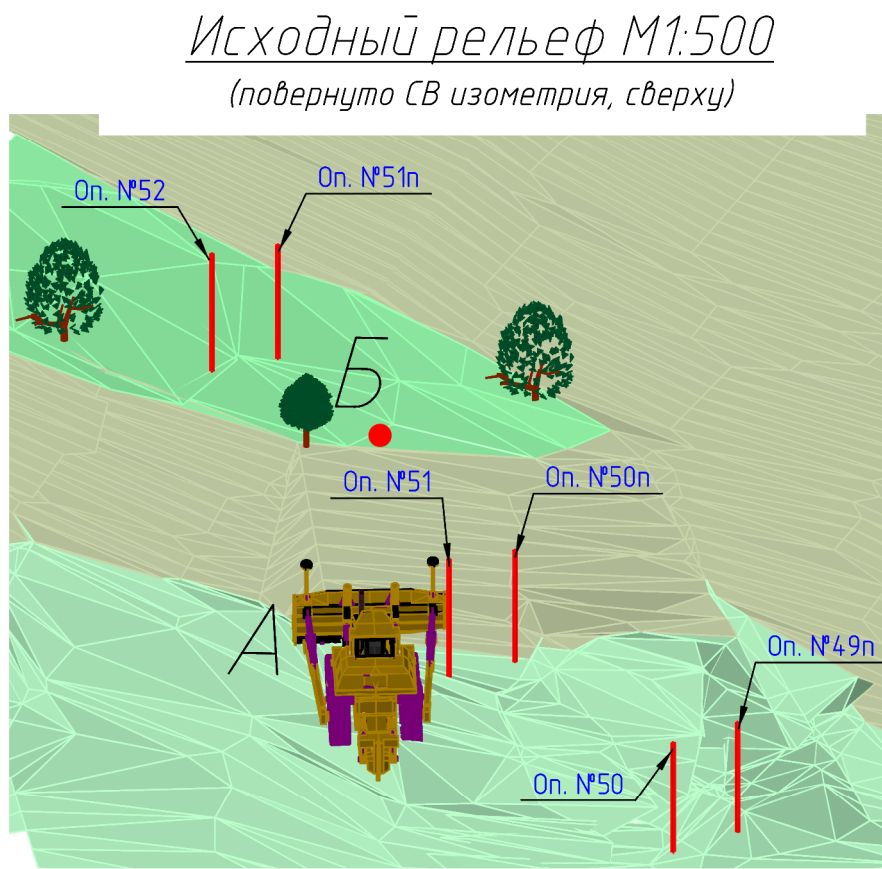 Исходный рельеф М1:500
(повернуто СВ изометрия, сверху)
Оп. №51п
Оп. №52
Б
Оп. №51
Оп. №50п
А
Оп. №49п
Оп. №50